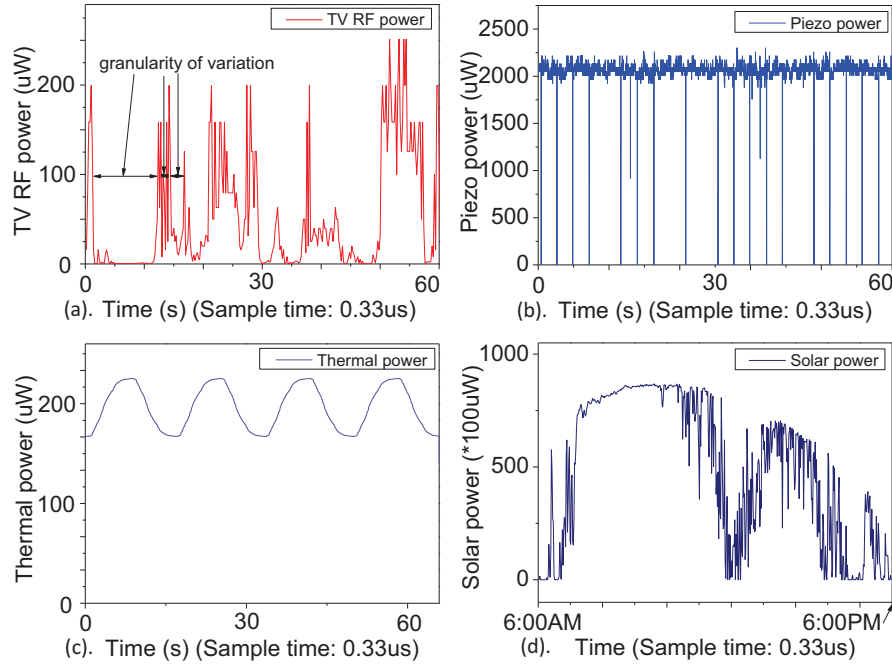 TV RF power
granularity of variation
TV RF power (uW)
200
100
0
0
30
60
(a). Time (s) (Sample time: 0.33us)
Piezo power
Piezo power (uW)
2500
2000
1500
1000
500
0
0
30
60
(b). Time (s) (Sample time: 0.33us)
Thermal power
Thermal power (uW)
200
100
0
0
30
60
(c). Time (s) (Sample time: 0.33us)
Solar power
Solar power (*100uW)
1000
500
0
6:00AM
6:00PM
(d). Time (Sample time: 0.33us)